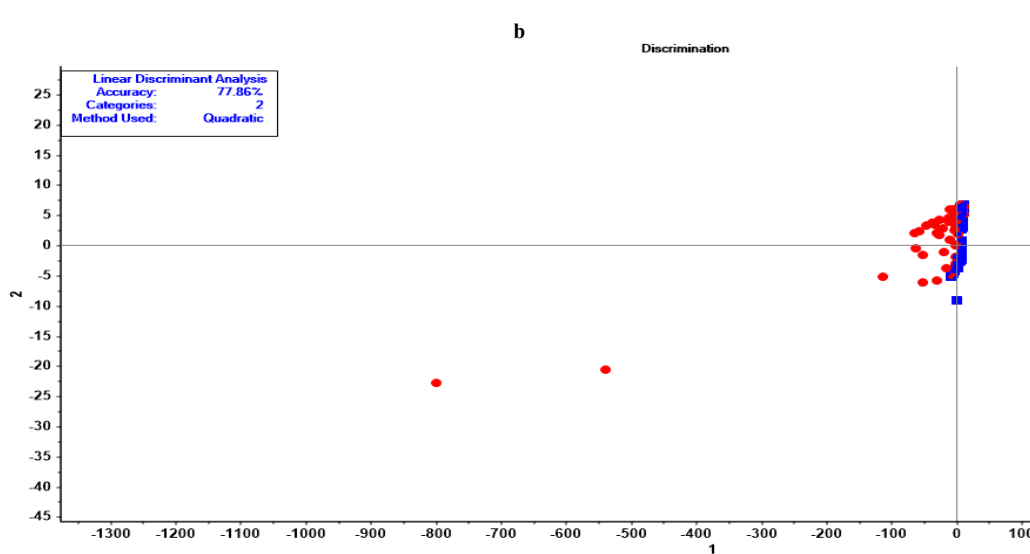 b
Discrimination
Linear Discriminant Analysis
Accuracy: 77.86%
Categories: 2
Method Used: Quadratic
25
20
15
10
5
0
-5
-10
-15
-20
-25
-30
-35
-40
-45
2
-1300 -1200 -1100 -1000 -900 -800 -700 -600 -500 -400 -300 -200 -100 0 100
1